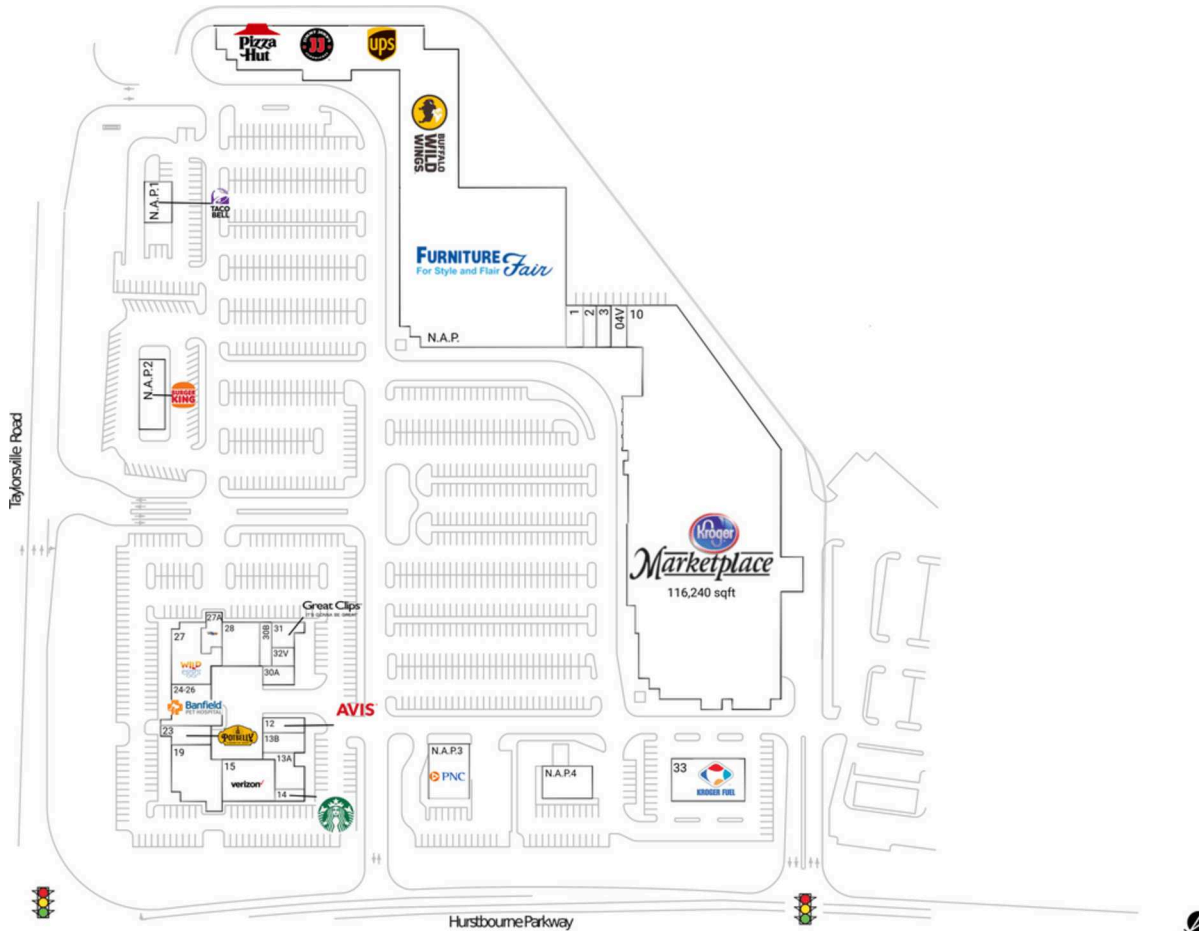 Pizza
Hut
JJ
ups
BUFFALO
WILD
WINGS
N.A.P.1
TACO
BELL
FURNITURE Fair
For Style and Flair
1
2
3
04V
10
N.A.P.
N.A.P.2
BURGER
KING
Taylorsville Road
Kroger
Marketplace
116,240 sqft
Great Clips
27A
27
28
30B
31
32V
30A
WILD
24-26
Banfield
PET HOSPITAL
AVIS
12
23
POTBELLY
13B
19
13A
15
verizon
14
N.A.P.3
PNC
N.A.P.4
33
KROGER FUEL
Hurstbourne Parkway